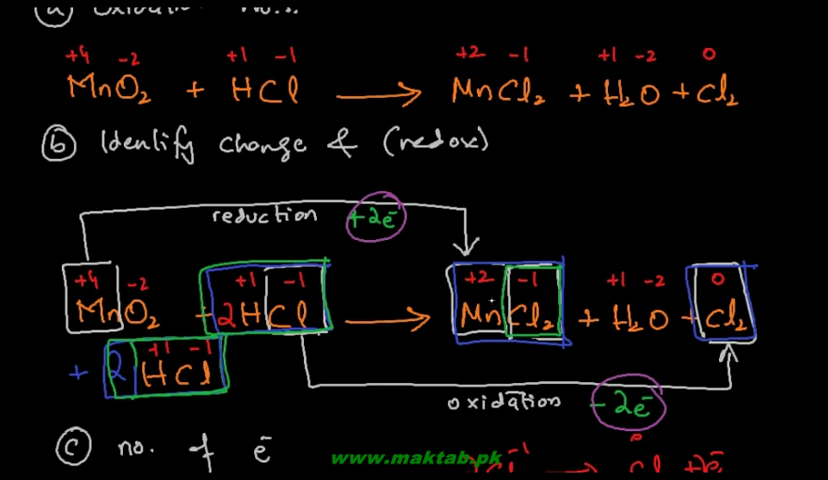 (a) Oxidation No.s.
+4 -2 +1 -1 +2 -1 +1 -2 0
MnO2 + HCl → MnCl2 + H2O + Cl2
(b) Identify change & (redox)
reduction +2e-
+4 -2 +1 -1 +2 -1 +1 -2 0
MnO2 + 2HCl → MnCl2 + H2O + Cl2
+1 -1
+ 2 HCl
oxidation -2e-
(c) no. of e-
www.maktab.pk